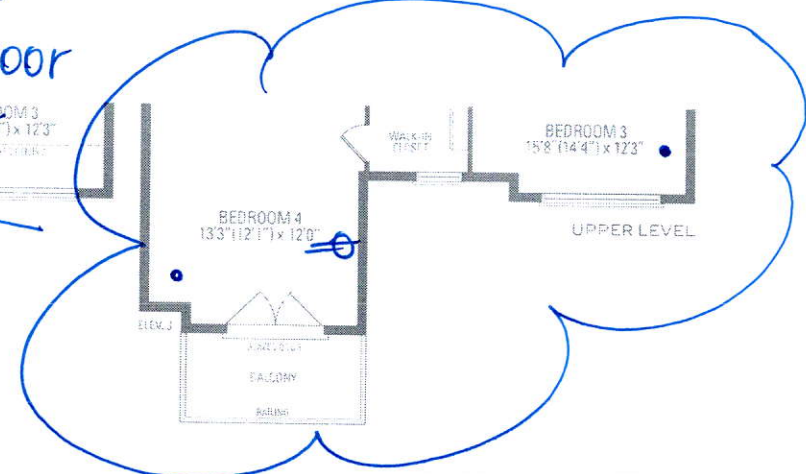 oor
OOM 3
") x 12'3"
WALK-IN
CLOSET
BEDROOM 3
15'8"(14'4") x 12'3"
BEDROOM 4
13'3"(12'1") x 12'0"
UPPER LEVEL
ELEV. 3
BALCONY
RAILING